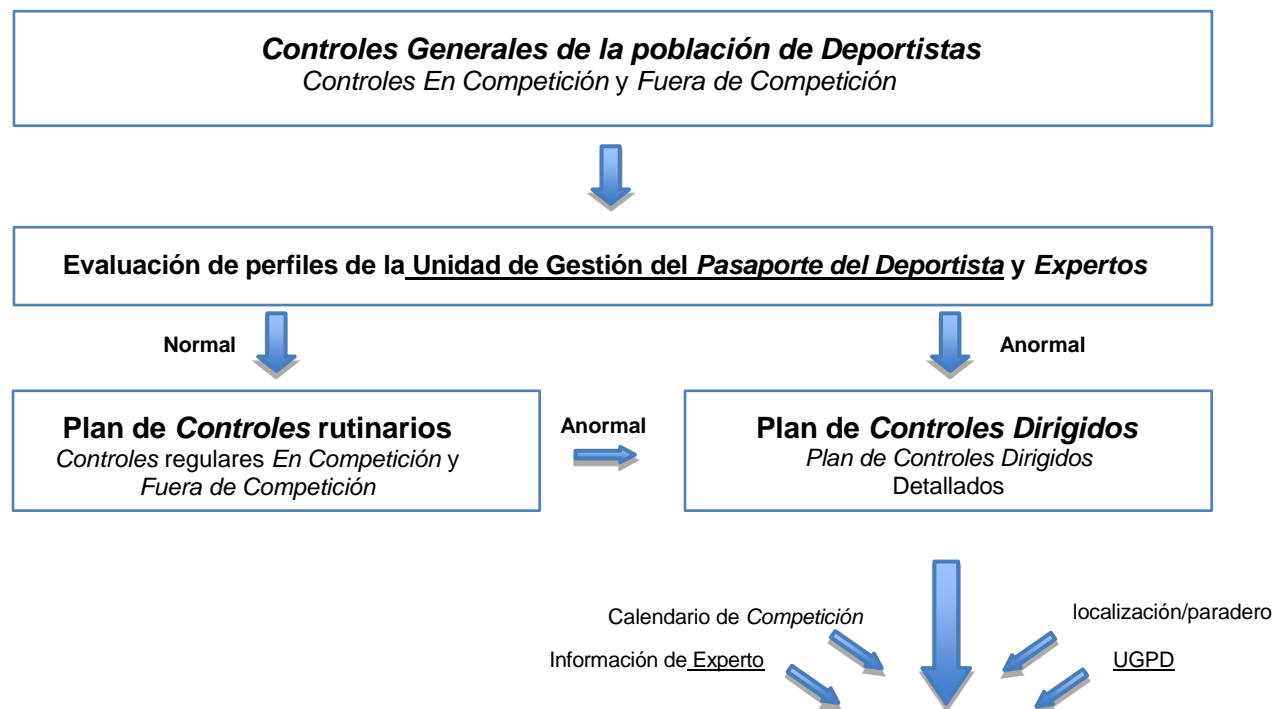 Controles Generales de la población de Deportistas
Controles En Competición y Fuera de Competición
Evaluación de perfiles de la Unidad de Gestión del Pasaporte del Deportista y Expertos
Normal
Anormal
Plan de Controles rutinarios
Controles regulares En Competición y
Fuera de Competición
Anormal
Plan de Controles Dirigidos
Plan de Controles Dirigidos
Detallados
Calendario de Competición
localización/paradero
Información de Experto
UGPD